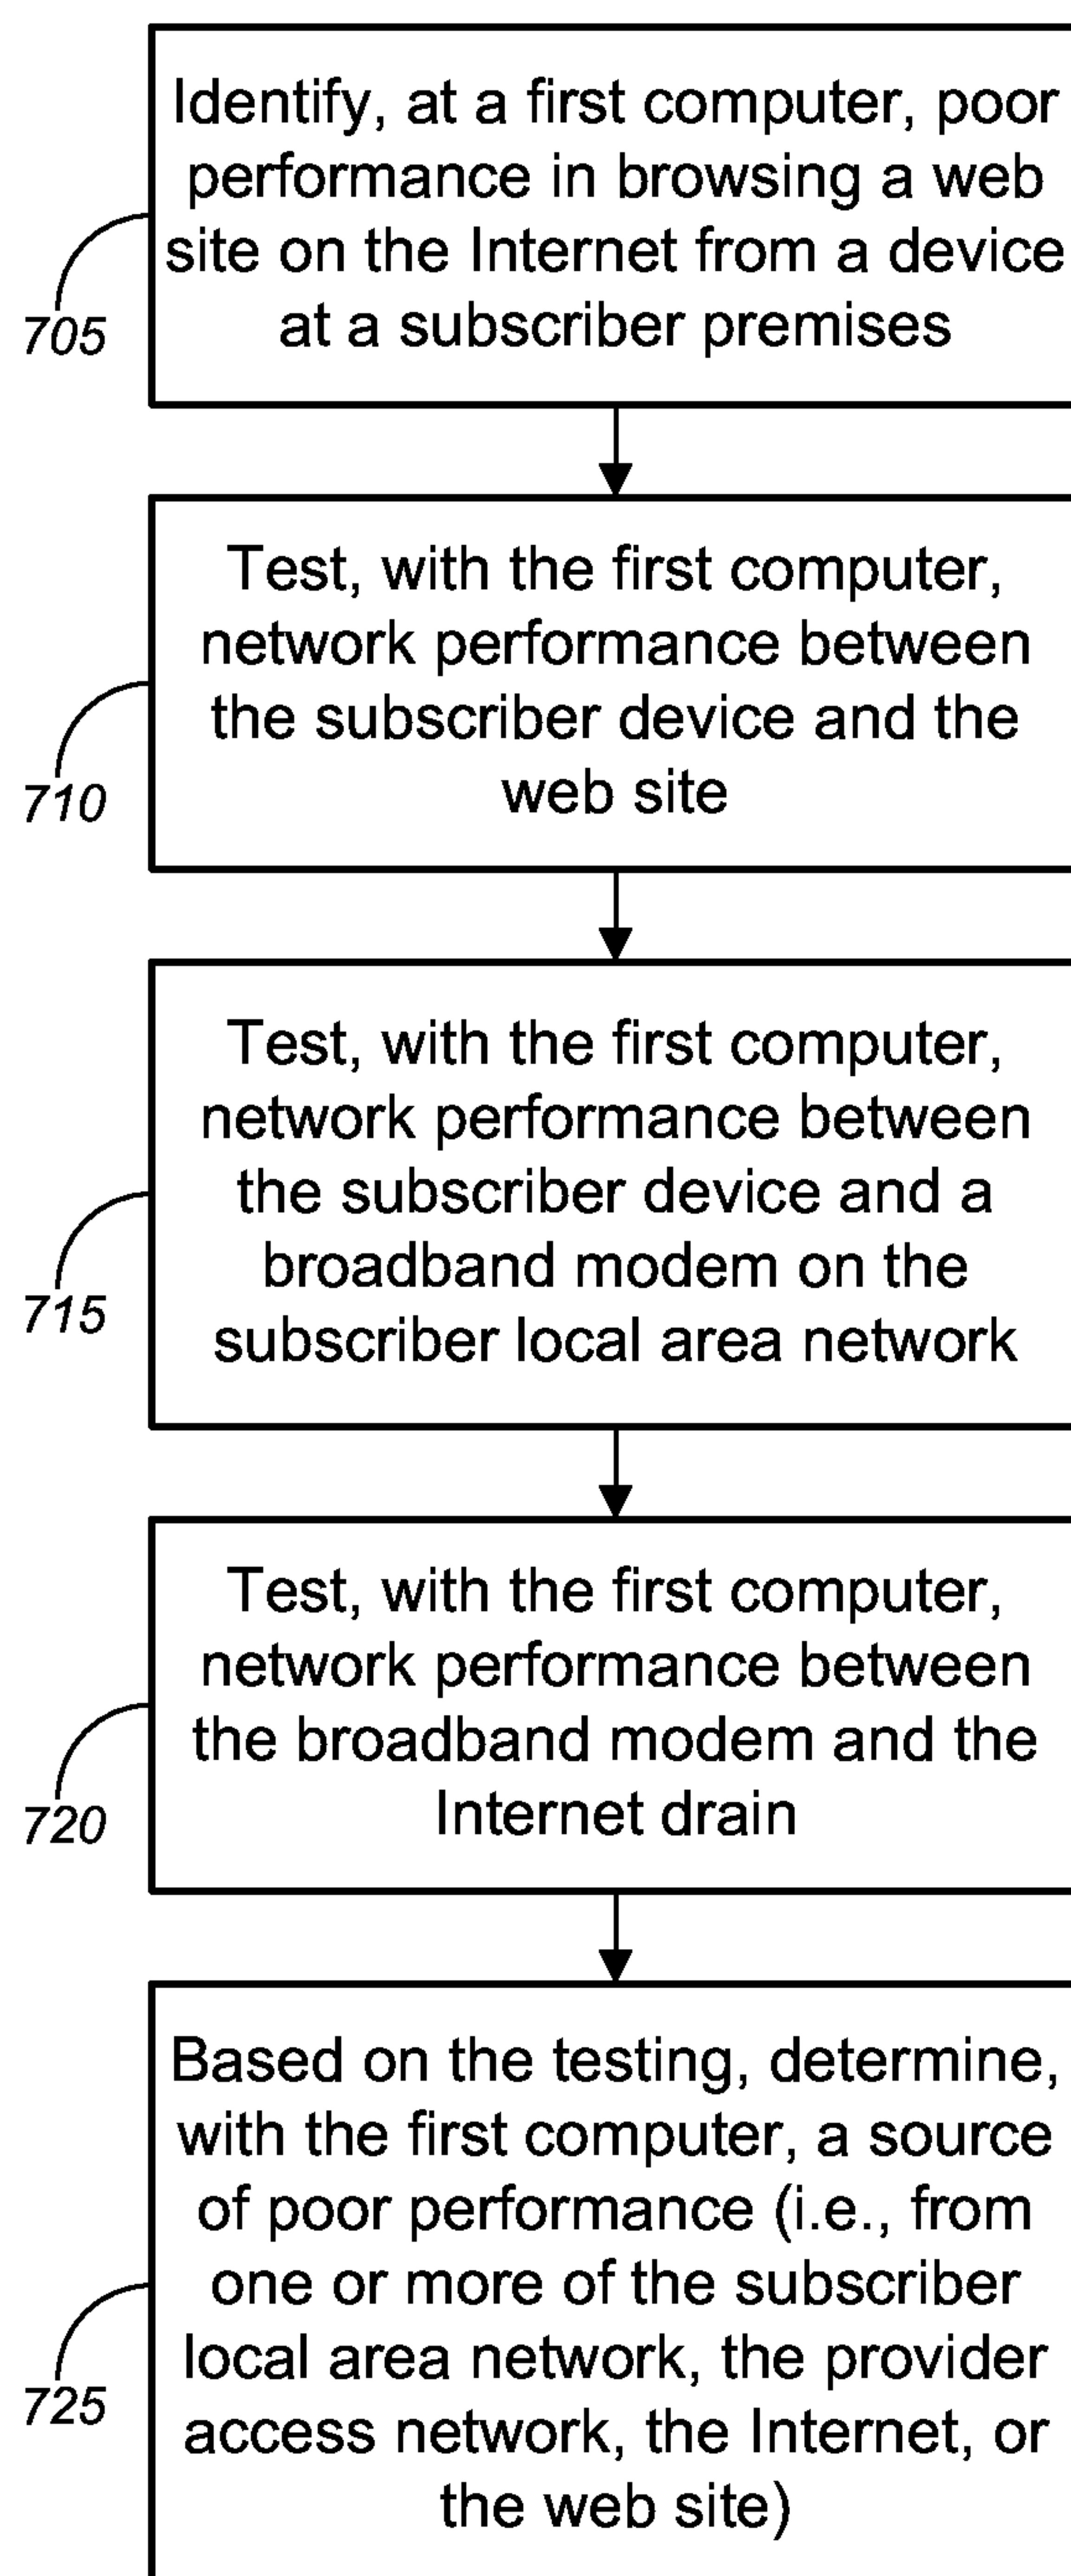 Identify, at a first computer, poor
performance in browsing a web
site on the Internet from a device
at a subscriber premises
705
Test, with the first computer,
network performance between
the subscriber device and the
web site
710
Test, with the first computer,
network performance between
the subscriber device and a
broadband modem on the
subscriber local area network
715
Test, with the first computer,
network performance between
the broadband modem and the
Internet drain
720
Based on the testing, determine,
with the first computer, a source
of poor performance (i.e., from
one or more of the subscriber
local area network, the provider
access network, the Internet, or
the web site)
725